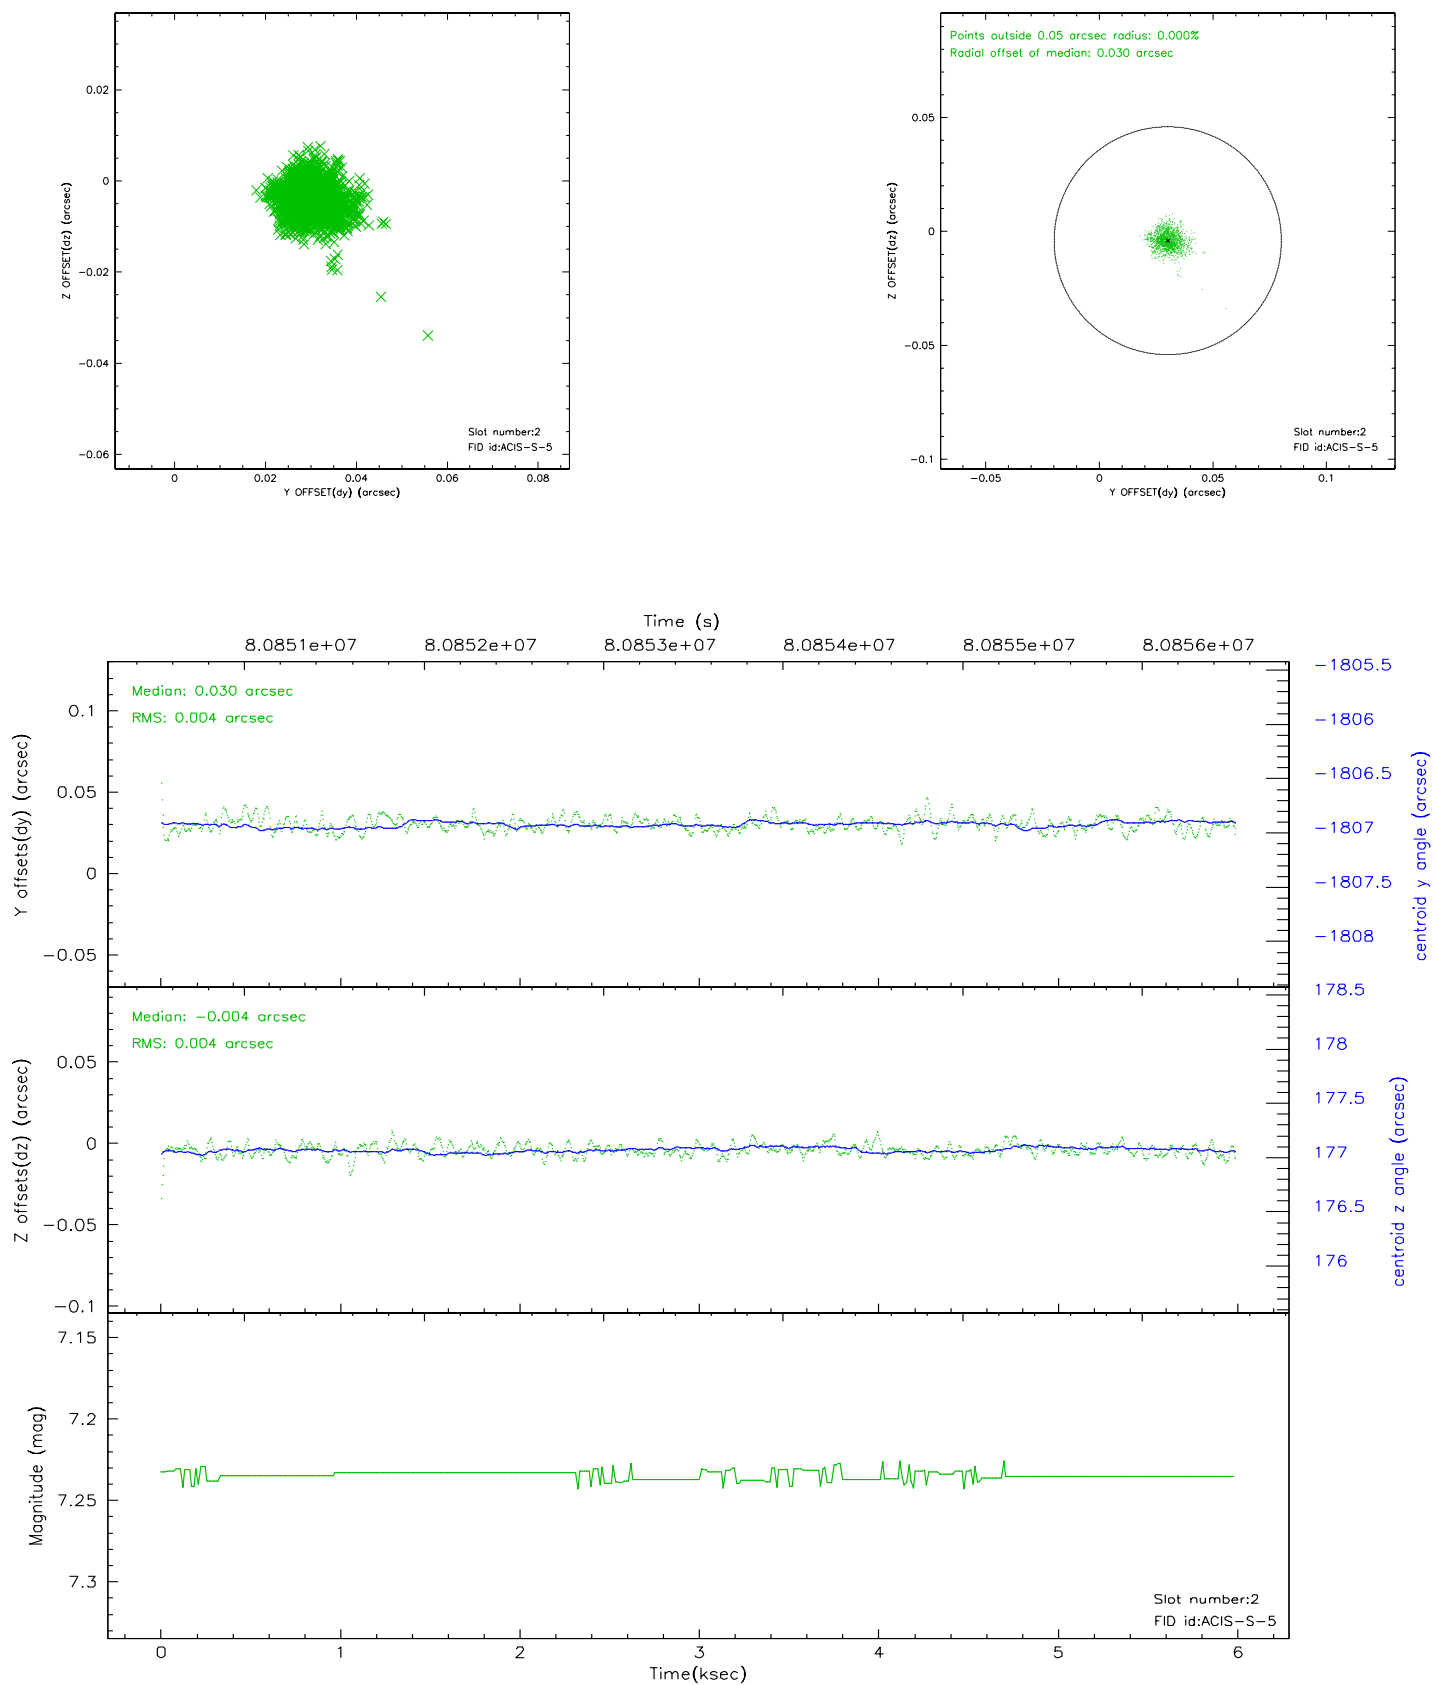 0.02
0
−0.02
−0.04
−0.06
Z OFFSET(dz) (arcsec)
0
0.02
0.04
0.06
0.08
Y OFFSET(dy) (arcsec)
Slot number:2
FID id:ACIS−S−5
Points outside 0.05 arcsec radius: 0.000%
Radial offset of median: 0.030 arcsec
0.05
0
−0.05
−0.1
Z OFFSET(dz) (arcsec)
−0.05
0
0.05
0.1
Y OFFSET(dy) (arcsec)
Slot number:2
FID id:ACIS−S−5
Time (s)
8.0851e+07
8.0852e+07
8.0853e+07
8.0854e+07
8.0855e+07
8.0856e+07
Median: 0.030 arcsec
RMS: 0.004 arcsec
0.1
0.05
0
−0.05
Y offsets(dy) (arcsec)
−1805.5
−1806
−1806.5
−1807
−1807.5
−1808
centroid y angle (arcsec)
Median: −0.004 arcsec
RMS: 0.004 arcsec
0.05
0
−0.05
−0.1
Z offsets(dz) (arcsec)
178.5
178
177.5
177
176.5
176
centroid z angle (arcsec)
7.15
7.2
7.25
7.3
Magnitude (mag)
Slot number:2
FID id:ACIS−S−5
0
1
2
3
4
5
6
Time(ksec)